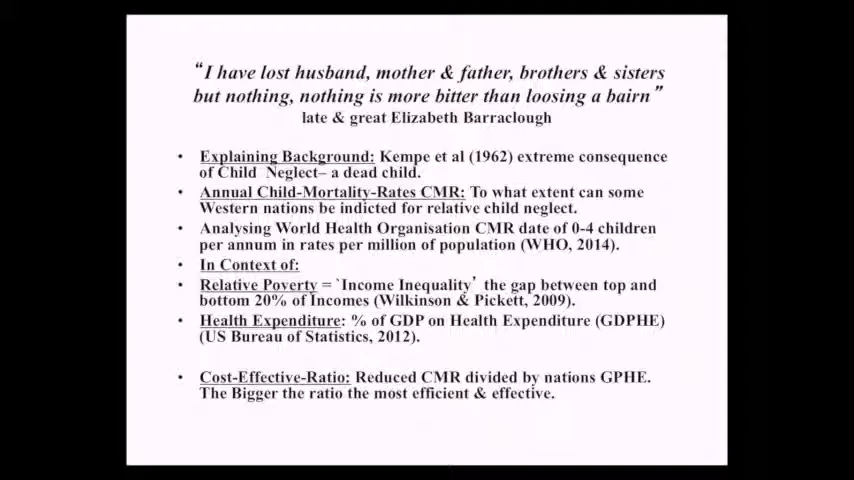 “I have lost husband, mother & father, brothers & sisters
but nothing, nothing is more bitter than loosing a bairn”
late & great Elizabeth Barraclough
• Explaining Background: Kempe et al (1962) extreme consequence
of Child Neglect– a dead child.
• Annual Child-Mortality-Rates CMR: To what extent can some
Western nations be indicted for relative child neglect.
• Analysing World Health Organisation CMR date of 0-4 children
per annum in rates per million of population (WHO, 2014).
• In Context of:
• Relative Poverty = `Income Inequality’ the gap between top and
bottom 20% of Incomes (Wilkinson & Pickett, 2009).
• Health Expenditure: % of GDP on Health Expenditure (GDPHE)
(US Bureau of Statistics, 2012).
• Cost-Effective-Ratio: Reduced CMR divided by nations GPHE.
The Bigger the ratio the most efficient & effective.